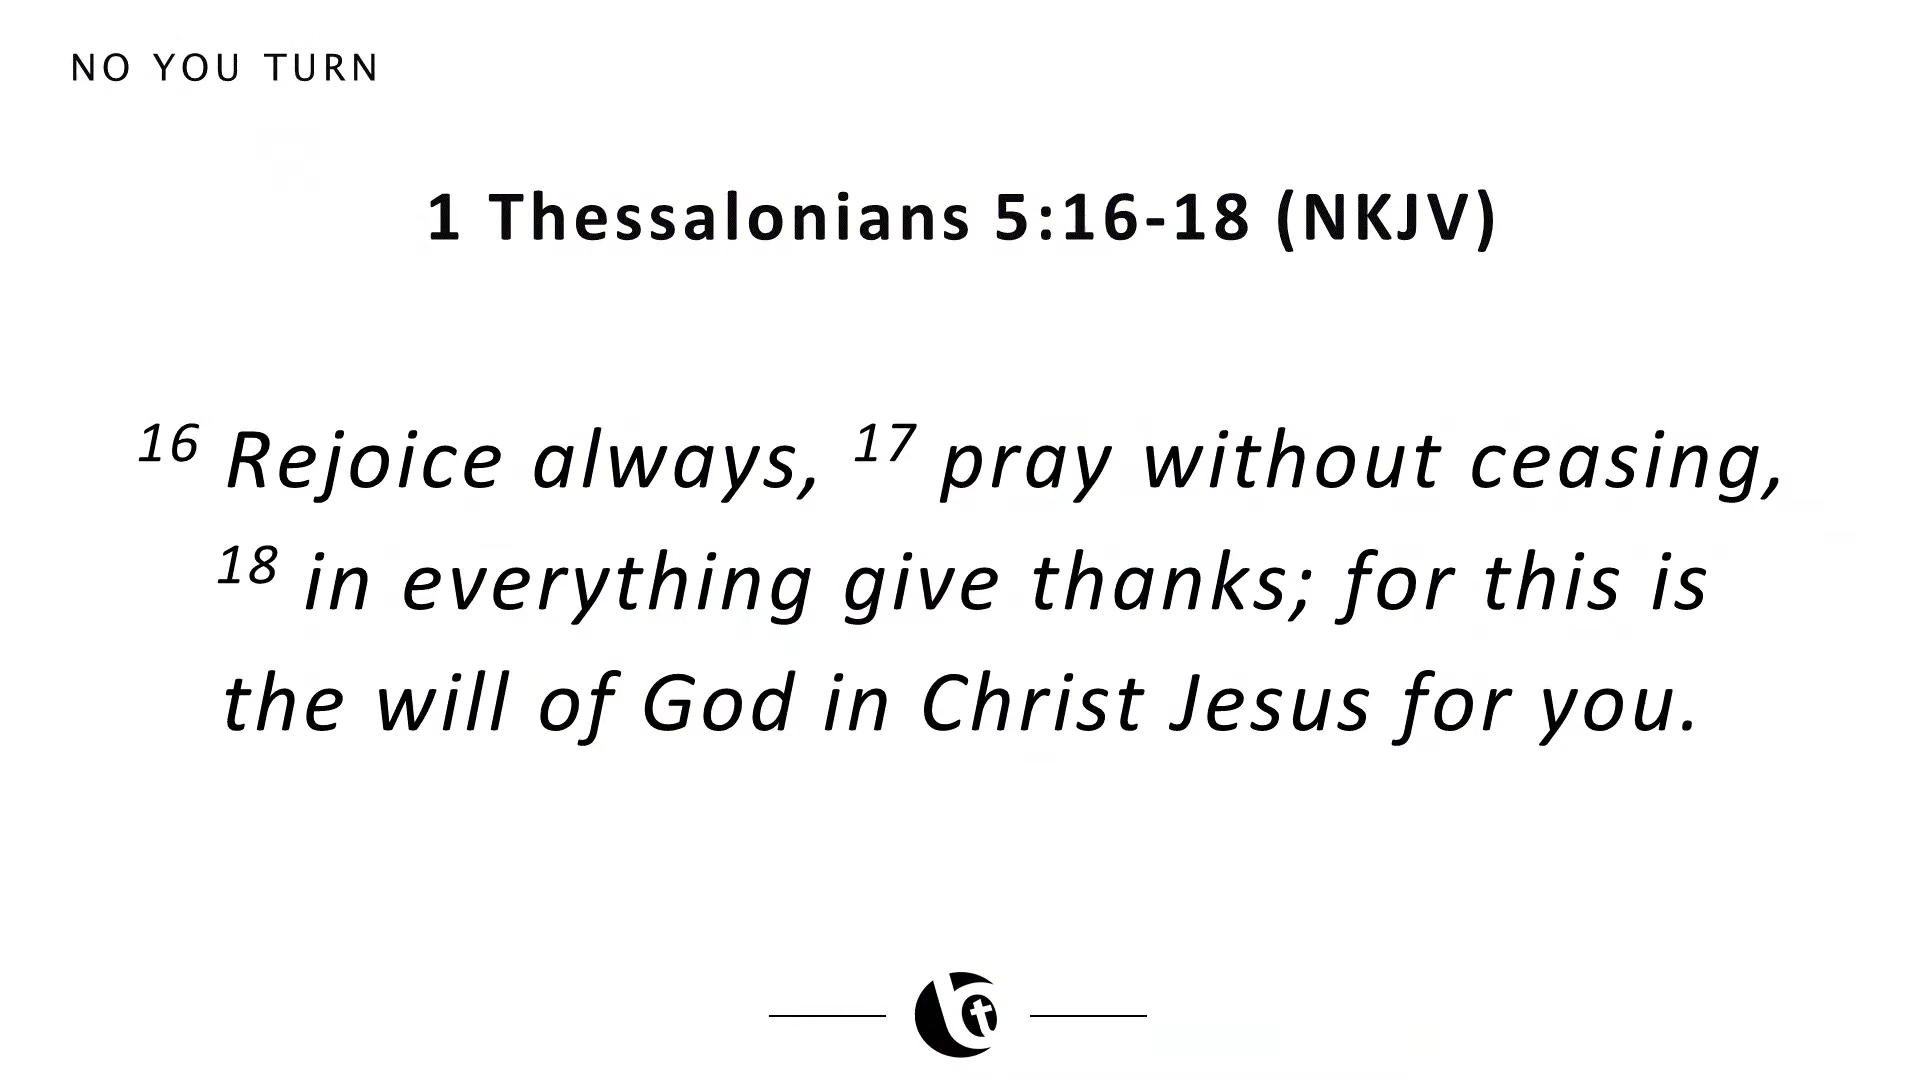 NO YOU TURN
1 Thessalonians 5:16-18 (NKJV)
16 Rejoice always, 17 pray without ceasing,
18 in everything give thanks; for this is
the will of God in Christ Jesus for you.